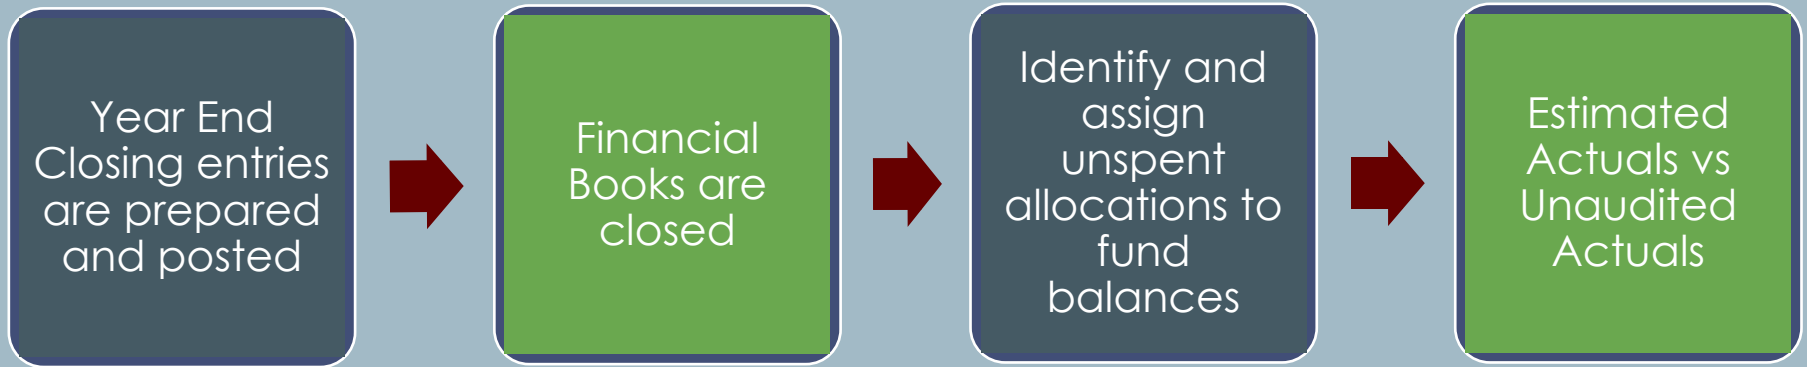 Year End
Closing entries
are prepared
and posted
Financial
Books are
closed
Identify and
assign
unspent
allocations to
fund
balances
Estimated
Actuals vs
Unaudited
Actuals